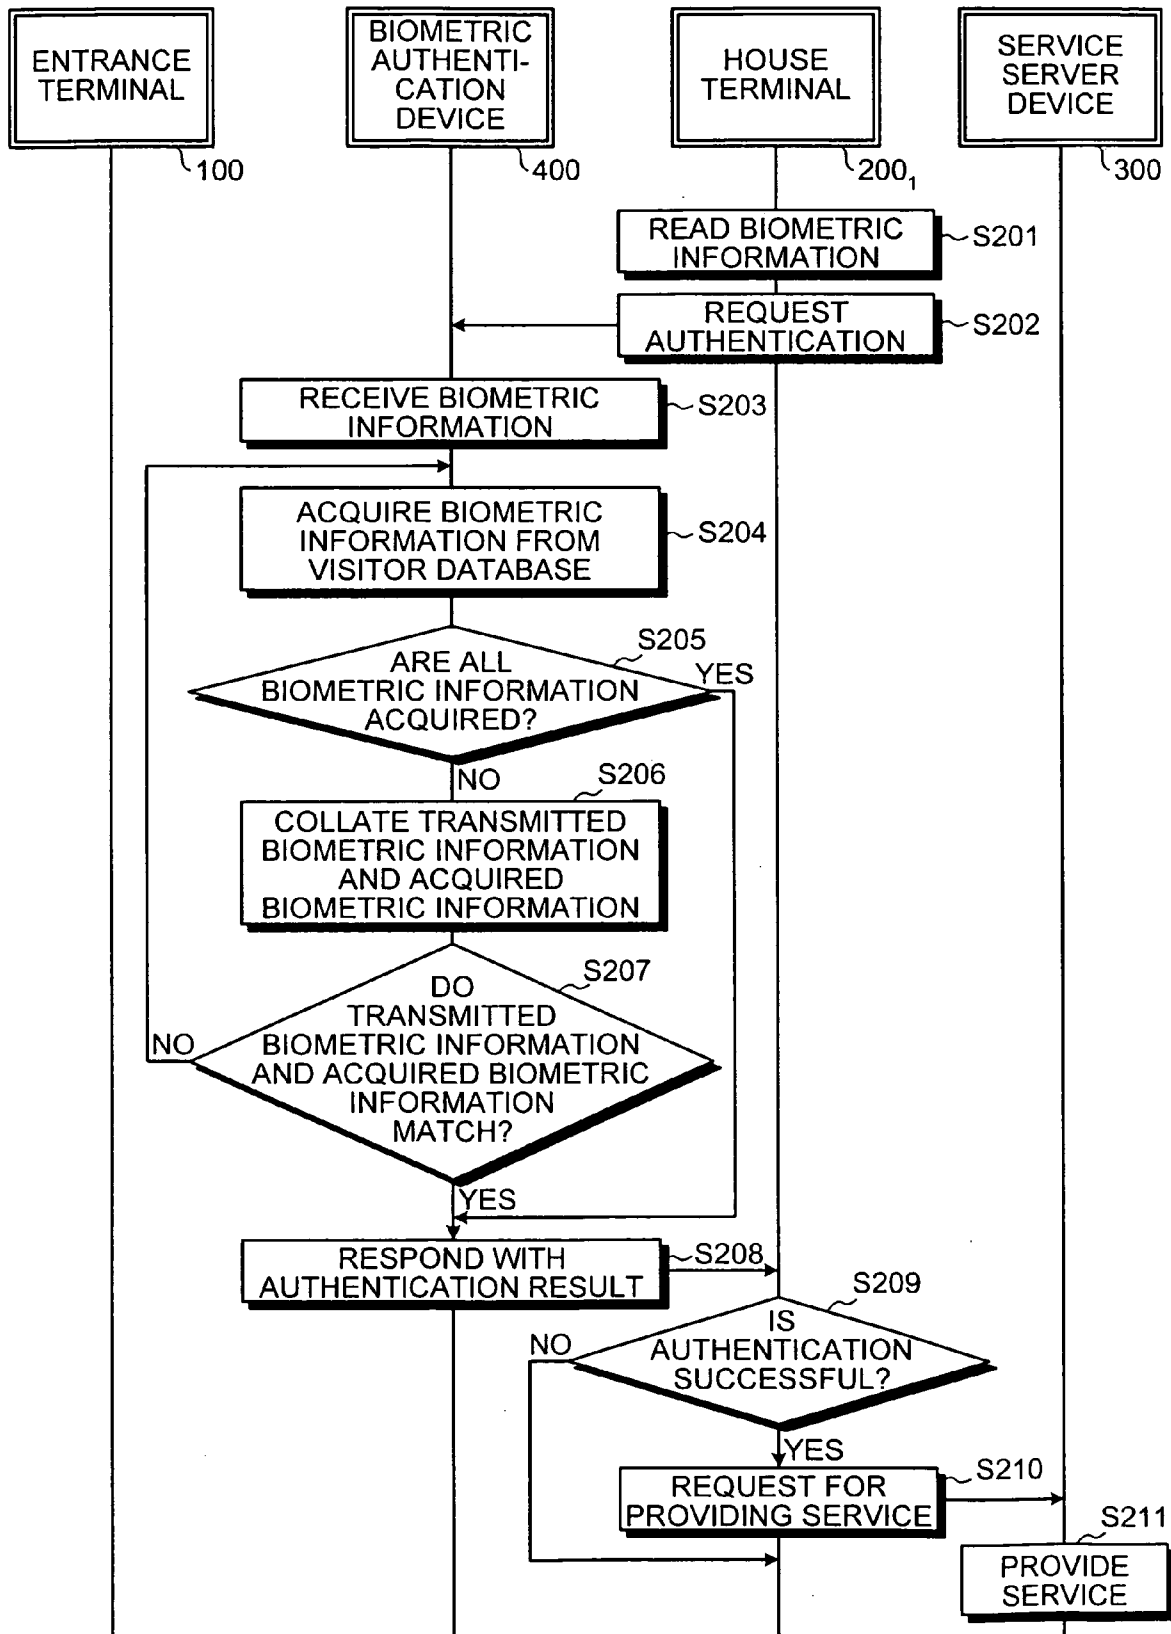 ENTRANCE
TERMINAL
100
BIOMETRIC
AUTHENTI-
CATION
DEVICE
400
HOUSE
TERMINAL
200₁
SERVICE
SERVER
DEVICE
300
READ BIOMETRIC
INFORMATION
S201
REQUEST
AUTHENTICATION
S202
RECEIVE BIOMETRIC
INFORMATION
S203
ACQUIRE BIOMETRIC
INFORMATION FROM
VISITOR DATABASE
S204
S205
ARE ALL
BIOMETRIC INFORMATION
ACQUIRED?
YES
NO
S206
COLLATE TRANSMITTED
BIOMETRIC INFORMATION
AND ACQUIRED
BIOMETRIC INFORMATION
S207
DO
TRANSMITTED
BIOMETRIC INFORMATION
AND ACQUIRED BIOMETRIC
INFORMATION
MATCH?
NO
YES
RESPOND WITH
AUTHENTICATION RESULT
S208
S209
IS
AUTHENTICATION
SUCCESSFUL?
NO
YES
REQUEST FOR
PROVIDING SERVICE
S210
S211
PROVIDE
SERVICE